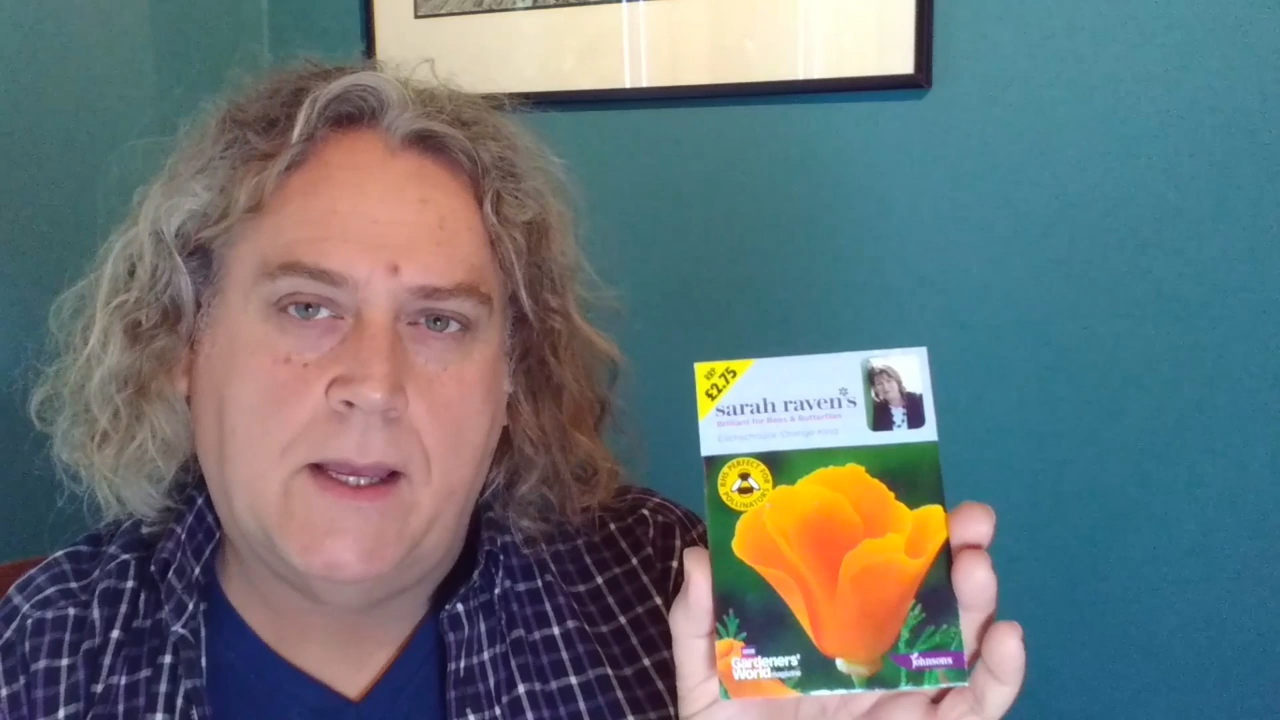 RRP
£2.75
sarah raven's
Brilliant for Bees & Butterflies
Eschscholzia 'Orange King'
RHS PERFECT FOR
POLLINATORS
Gardeners'
World Magazine
Johnsons